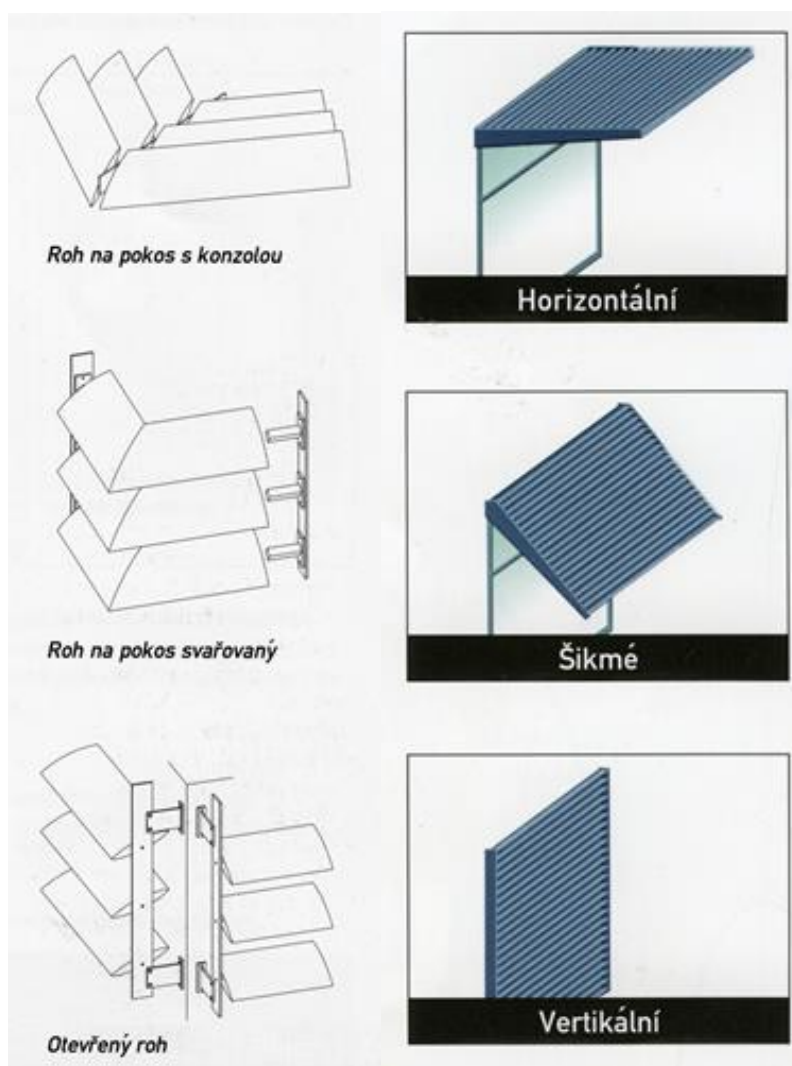 Roh na pokos s konzolou
Horizontální
Roh na pokos svařovaný
Šikmé
Otevřený roh
Vertikální